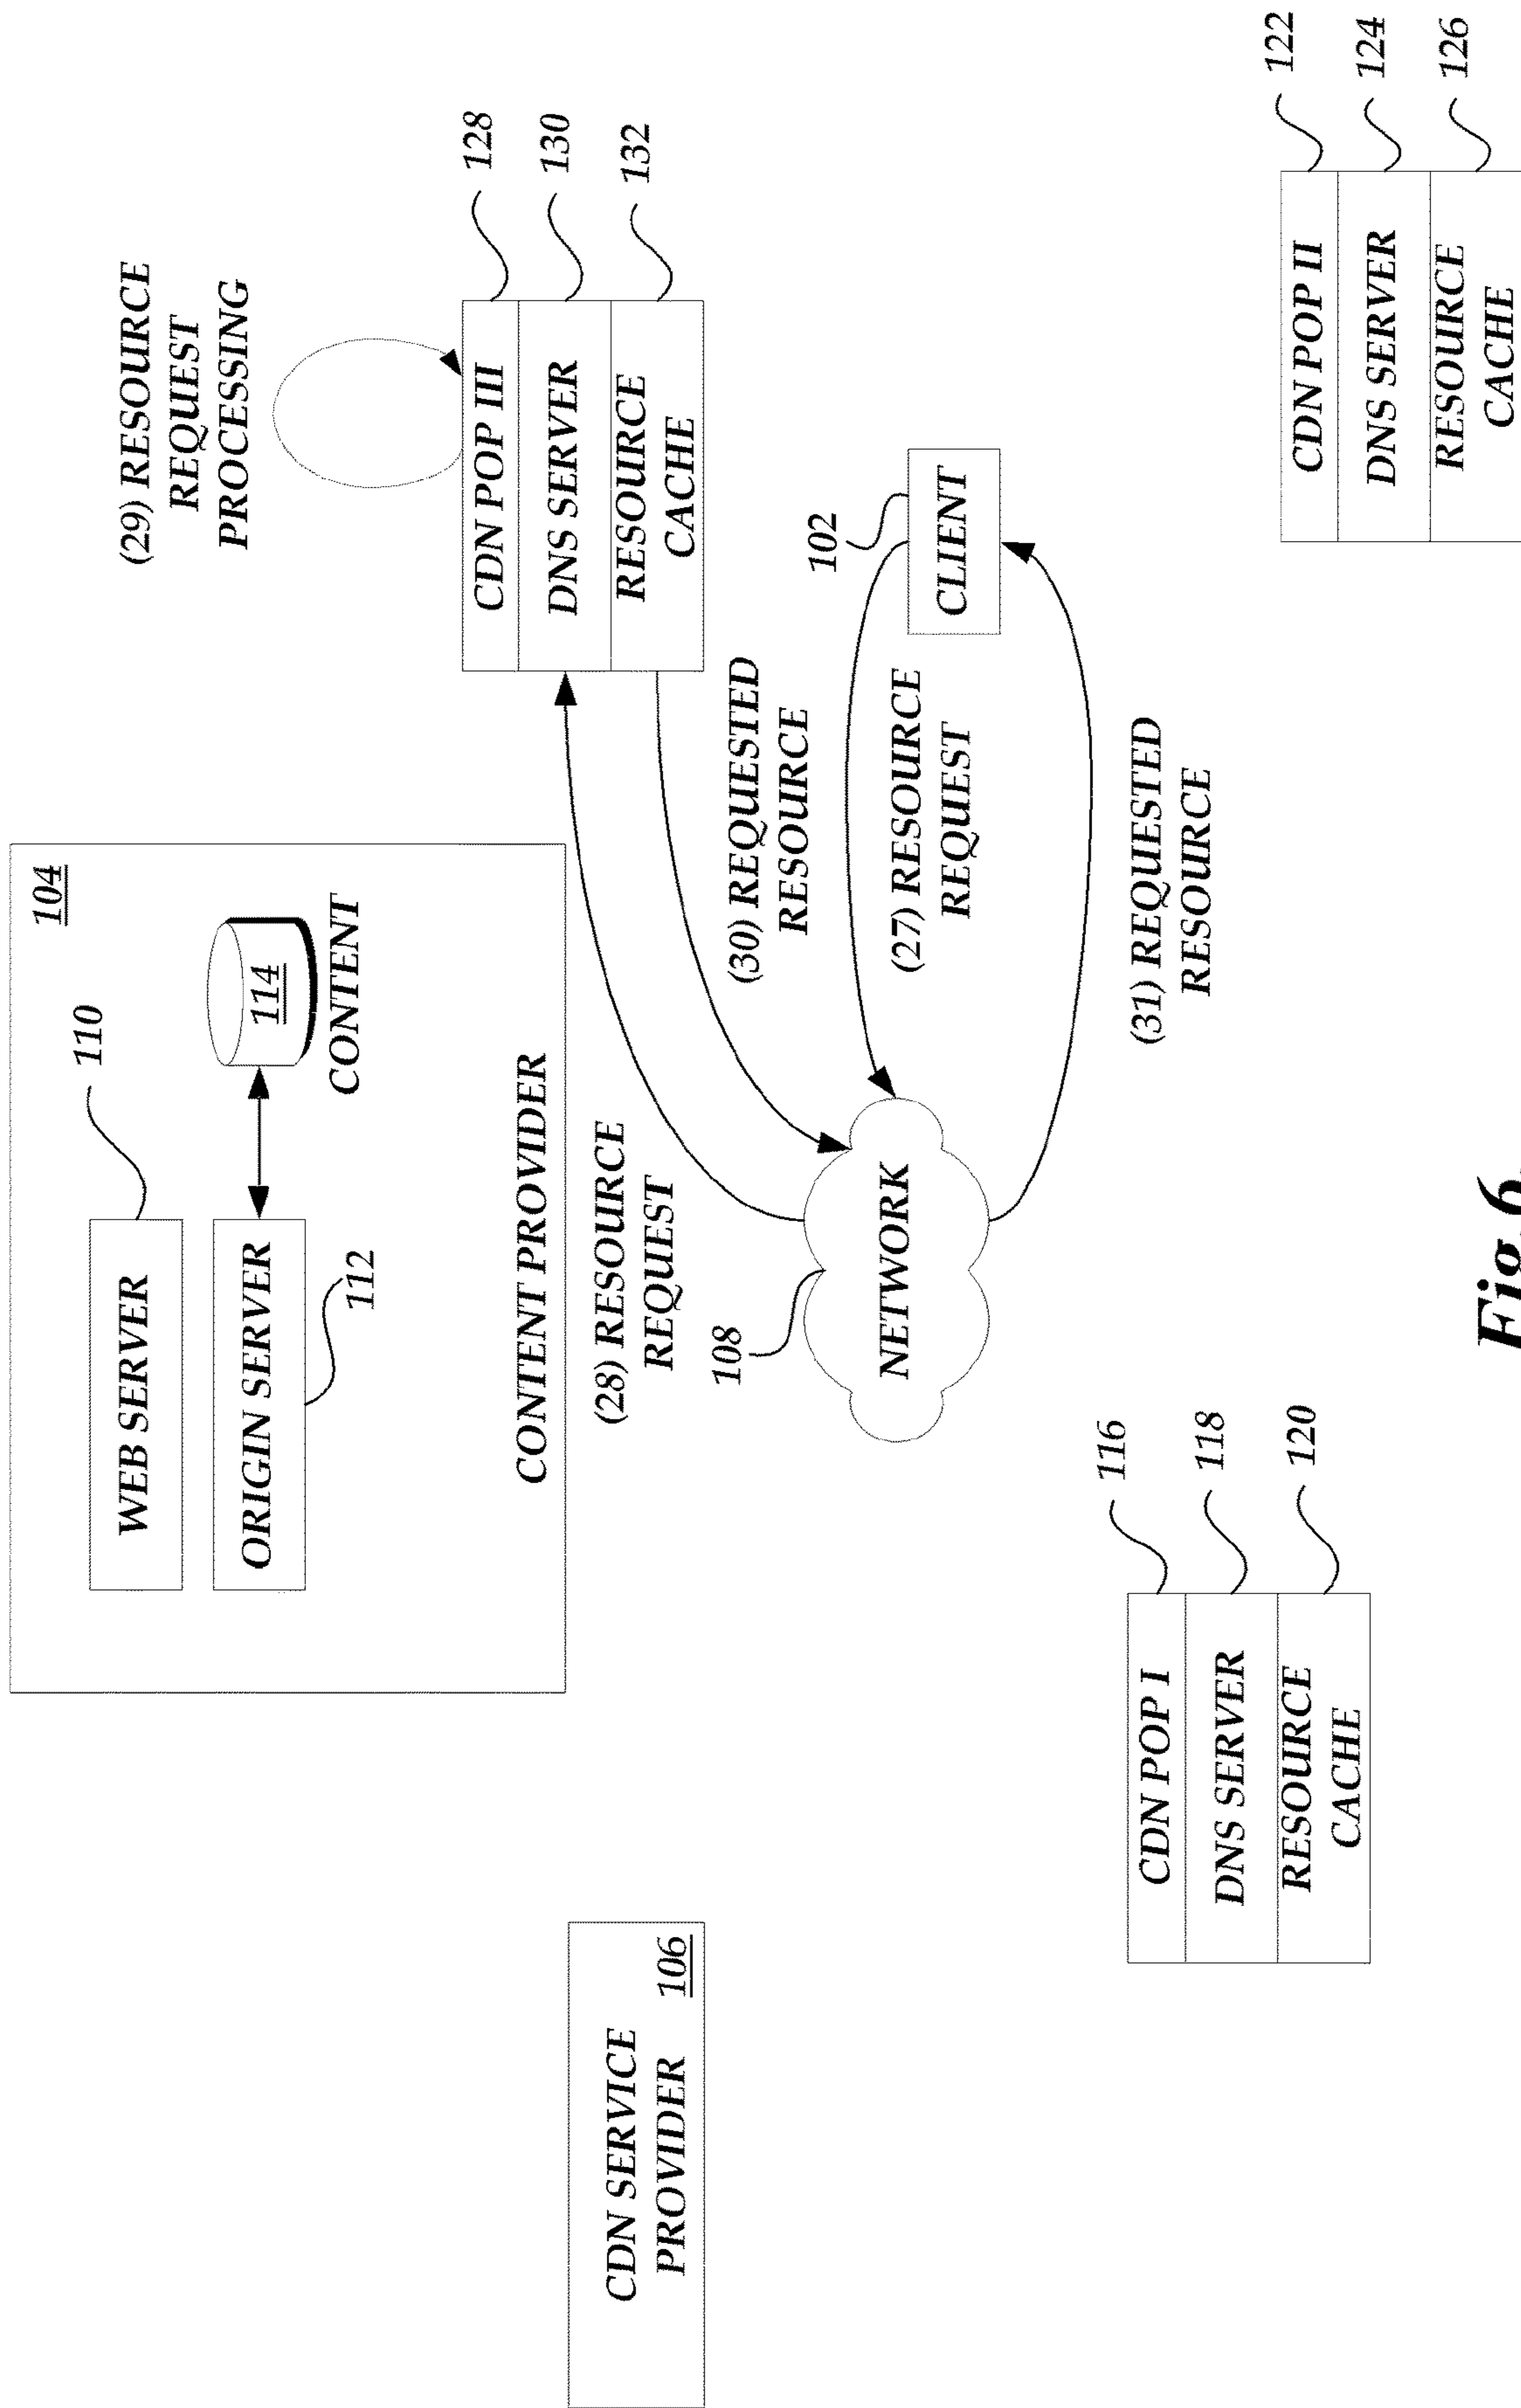 104
110
WEB SERVER
ORIGIN SERVER
112
114
CONTENT
CONTENT PROVIDER
CDN SERVICE
PROVIDER
106
(29) RESOURCE
REQUEST
PROCESSING
CDN POP III
DNS SERVER
RESOURCE
CACHE
128
130
132
(28) RESOURCE
REQUEST
(30) REQUESTED
RESOURCE
108
NETWORK
(27) RESOURCE
REQUEST
102
CLIENT
(31) REQUESTED
RESOURCE
CDN POP I
DNS SERVER
RESOURCE
CACHE
116
118
120
CDN POP II
DNS SERVER
RESOURCE
CACHE
122
124
126
Fig.6.